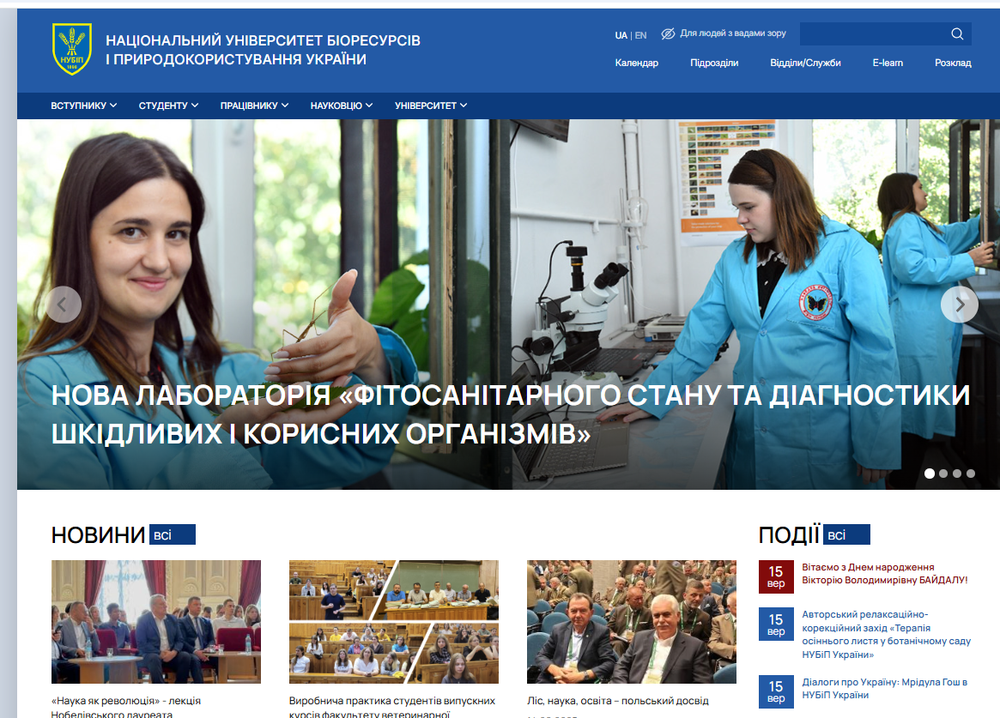 НУБІП
1898
НАЦІОНАЛЬНИЙ УНІВЕРСИТЕТ БІОРЕСУРСІВ
І ПРИРОДОКОРИСТУВАННЯ УКРАЇНИ
UA | EN
Для людей з вадами зору
Календар
Підрозділи
Відділи/Служби
E-learn
Розклад
ВСТУПНИКУ
СТУДЕНТУ
ПРАЦІВНИКУ
НАУКОВЦЮ
УНІВЕРСИТЕТ
НОВА ЛАБОРАТОРІЯ «ФІТОСАНІТАРНОГО СТАНУ ТА ДІАГНОСТИКИ
ШКІДЛИВИХ І КОРИСНИХ ОРГАНІЗМІВ»
НОВИНИ всі
«Наука як революція» - лекція
Нобелівського лауреата
Виробнича практика студентів випускних
курсів факультету ветеринарної
Ліс, наука, освіта – польський досвід
ПОДІЇ всі
15
вер
Вітаємо з Днем народження
Вікторію Володимирівну БАЙДАЛУ!
15
вер
Авторський релаксаційно-
корекційний захід «Терапія
осіннього листя у ботанічному саду
НУБіП України»
15
вер
Діалоги про Україну: Мрідула Гош в
НУБіП України